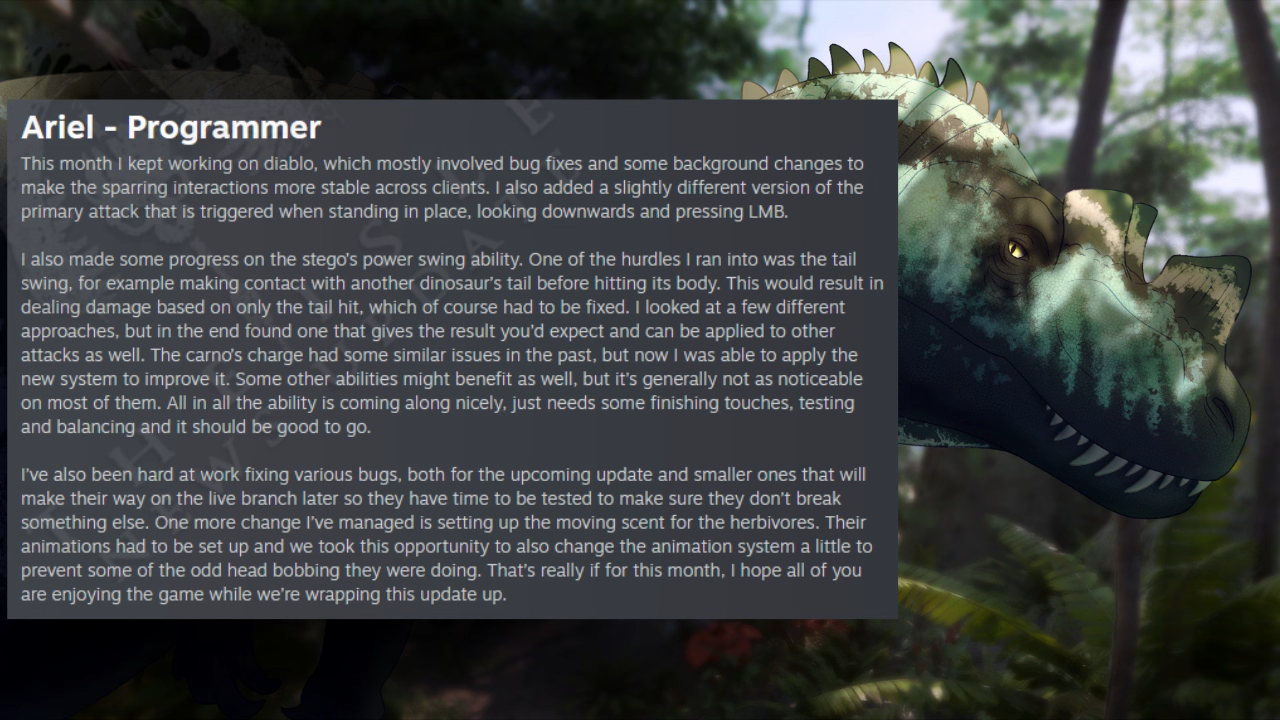 Ariel - Programmer
This month I kept working on diablo, which mostly involved bug fixes and some background changes to
make the sparring interactions more stable across clients. I also added a slightly different version of the
primary attack that is triggered when standing in place, looking downwards and pressing LMB.
I also made some progress on the stego's power swing ability. One of the hurdles I ran into was the tail
swing, for example making contact with another dinosaur's tail before hitting its body. This would result in
dealing damage based on only the tail hit, which of course had to be fixed. I looked at a few different
approaches, but in the end found one that gives the result you'd expect and can be applied to other
attacks as well. The carno's charge had some similar issues in the past, but now I was able to apply the
new system to improve it. Some other abilities might benefit as well, but it's generally not as noticeable
on most of them. All in all the ability is coming along nicely, just needs some finishing touches, testing
and balancing and it should be good to go.
I've also been hard at work fixing various bugs, both for the upcoming update and smaller ones that will
make their way on the live branch later so they have time to be tested to make sure they don't break
something else. One more change I've managed is setting up the moving scent for the herbivores. Their
animations had to be set up and we took this opportunity to also change the animation system a little to
prevent some of the odd head bobbing they were doing. That's really if for this month, I hope all of you
are enjoying the game while we're wrapping this update up.